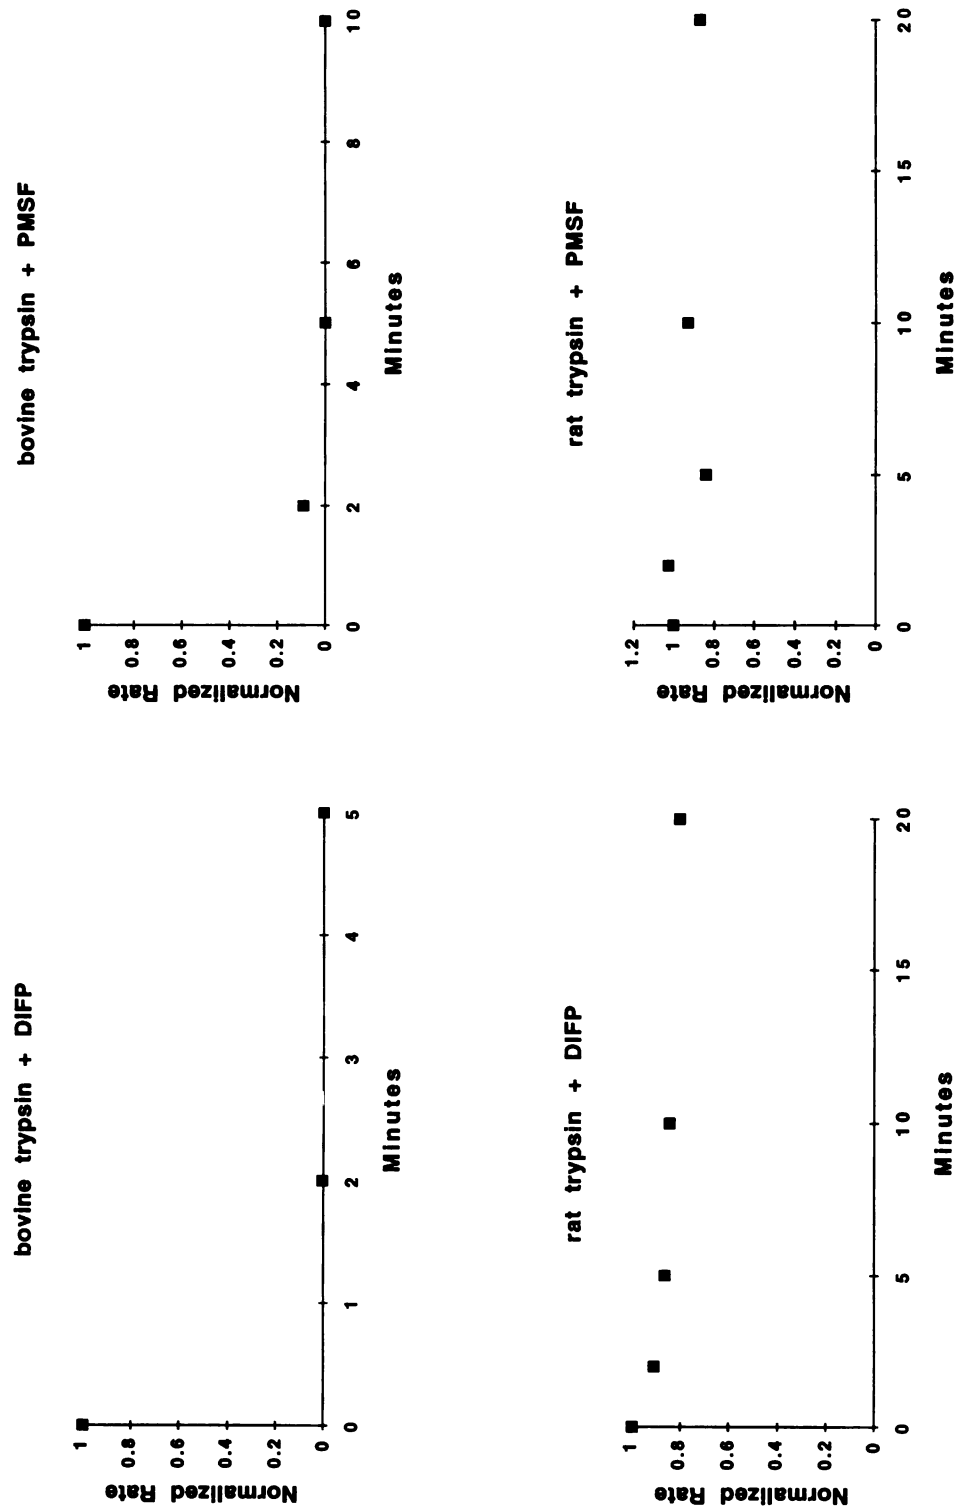 bovine trypsin + DIFP
Normalized Rate
1
0.8
0.6
0.4
0.2
0
0 1 2 3 4 5
Minutes
bovine trypsin + PMSF
Normalized Rate
1
0.8
0.6
0.4
0.2
0
0 2 4 6 8 10
Minutes
rat trypsin + DIFP
Normalized Rate
1
0.8
0.6
0.4
0.2
0
0 5 10 15 20
Minutes
rat trypsin + PMSF
Normalized Rate
1.2
1
0.8
0.6
0.4
0.2
0
0 5 10 15 20
Minutes